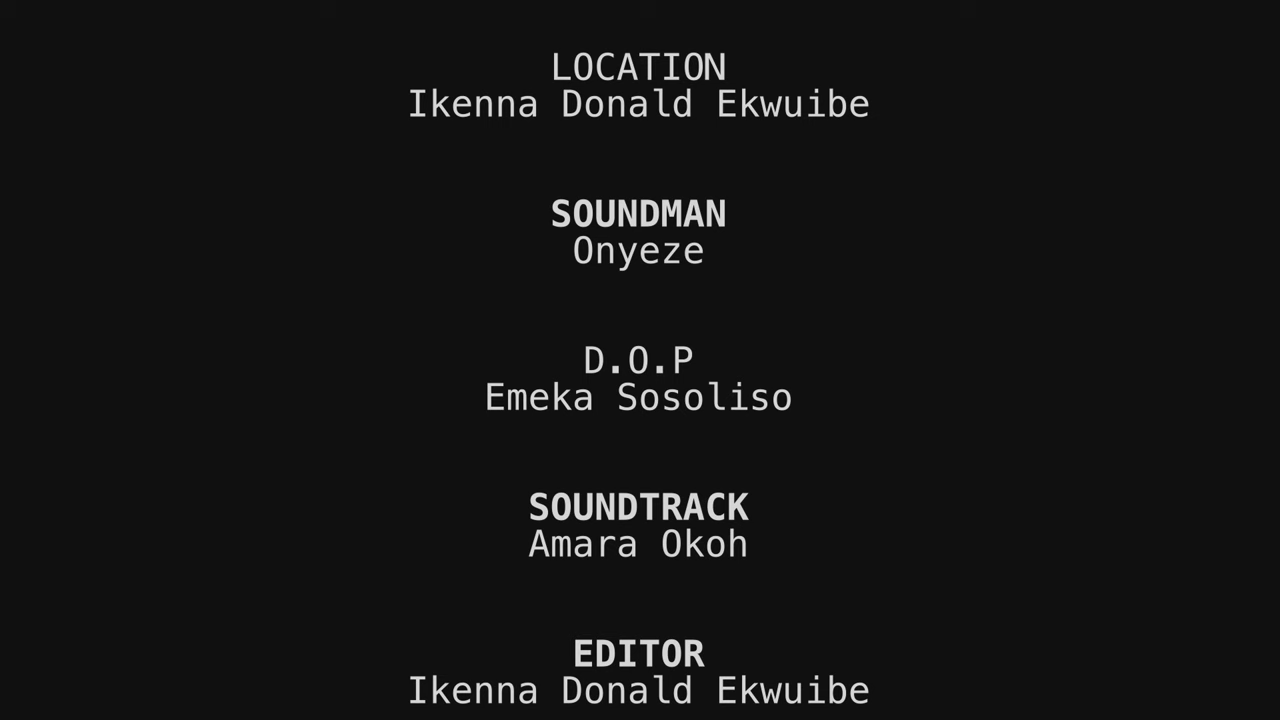 LOCATION
Ikenna Donald Ekwuibe
SOUNDMAN
Onyeze
D.O.P
Emeka Sosoliso
SOUNDTRACK
Amara Okoh
EDITOR
Ikenna Donald Ekwuibe